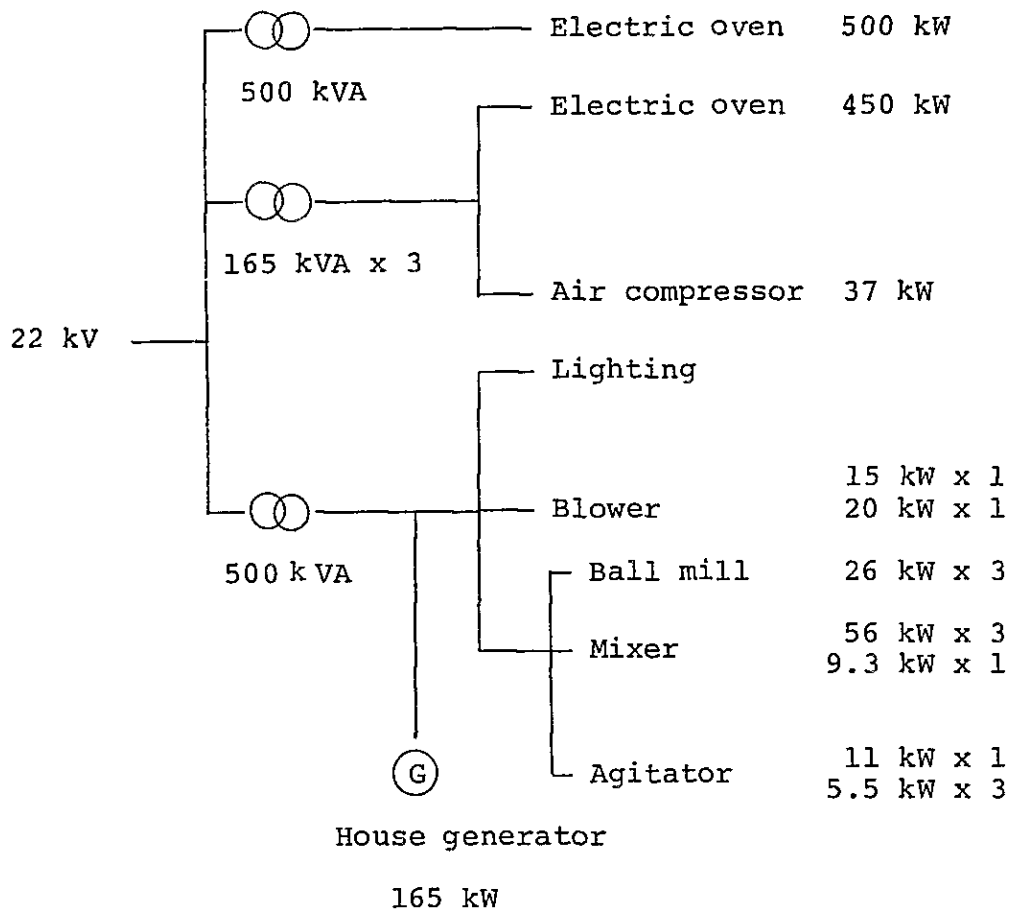 Electric oven 500 kW
500 kVA
Electric oven 450 kW
165 kVA x 3
Air compressor 37 kW
22 kV
Lighting
15 kW x 1
Blower 20 kW x 1
500 k VA
Ball mill 26 kW x 3
56 kW x 3
Mixer
9.3 kW x 1
11 kW x 1
Agitator
5.5 kW x 3
G
House generator
165 kW